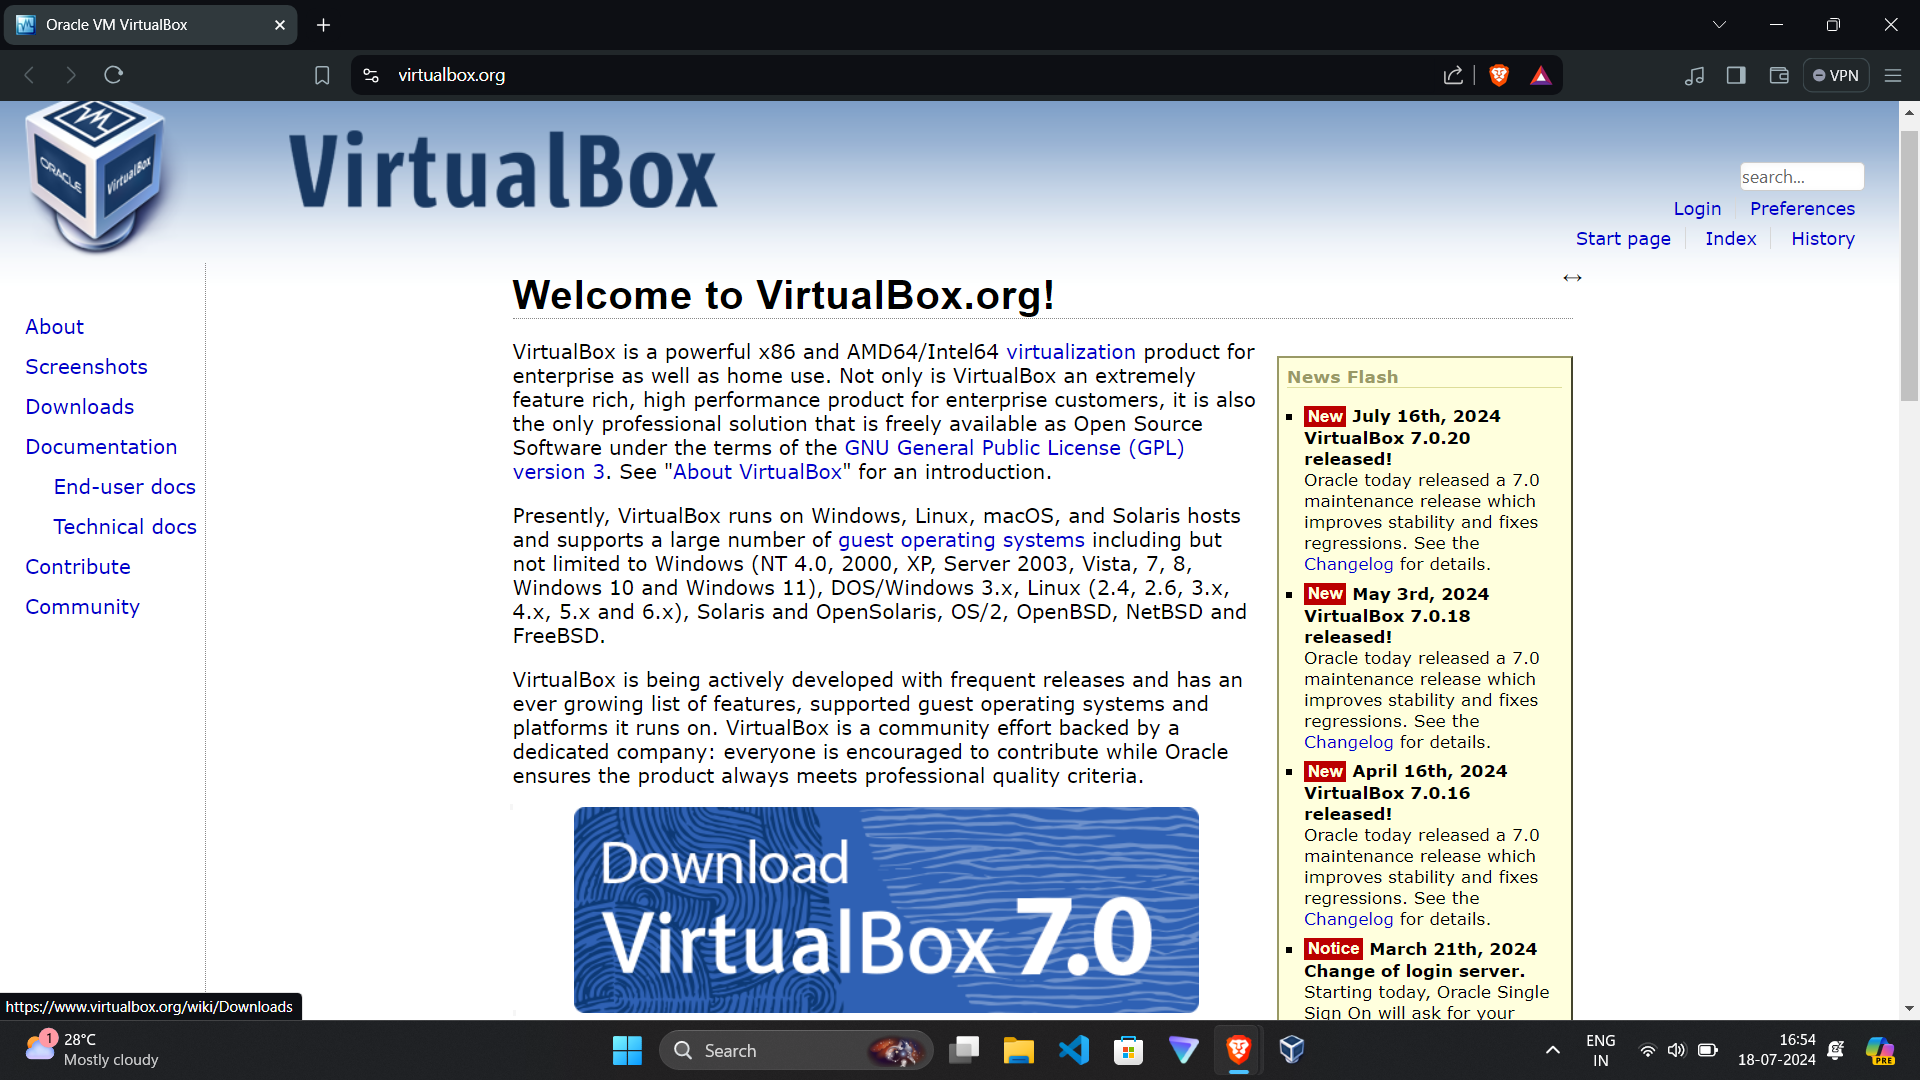 Oracle VM VirtualBox
virtualbox.org
VPN
ORACLE
VirtualBox
VirtualBox
search...
Login
Preferences
Start page
Index
History
About
Screenshots
Downloads
Documentation
End-user docs
Technical docs
Contribute
Community
Welcome to VirtualBox.org!
VirtualBox is a powerful x86 and AMD64/Intel64 virtualization product for
enterprise as well as home use. Not only is VirtualBox an extremely
feature rich, high performance product for enterprise customers, it is also
the only professional solution that is freely available as Open Source
Software under the terms of the GNU General Public License (GPL)
version 3. See "About VirtualBox" for an introduction.
Presently, VirtualBox runs on Windows, Linux, macOS, and Solaris hosts
and supports a large number of guest operating systems including but
not limited to Windows (NT 4.0, 2000, XP, Server 2003, Vista, 7, 8,
Windows 10 and Windows 11), DOS/Windows 3.x, Linux (2.4, 2.6, 3.x,
4.x, 5.x and 6.x), Solaris and OpenSolaris, OS/2, OpenBSD, NetBSD and
FreeBSD.
VirtualBox is being actively developed with frequent releases and has an
ever growing list of features, supported guest operating systems and
platforms it runs on. VirtualBox is a community effort backed by a
dedicated company: everyone is encouraged to contribute while Oracle
ensures the product always meets professional quality criteria.
Download
VirtualBox 7.0
News Flash
New July 16th, 2024
VirtualBox 7.0.20
released!
Oracle today released a 7.0
maintenance release which
improves stability and fixes
regressions. See the
Changelog for details.
New May 3rd, 2024
VirtualBox 7.0.18
released!
Oracle today released a 7.0
maintenance release which
improves stability and fixes
regressions. See the
Changelog for details.
New April 16th, 2024
VirtualBox 7.0.16
released!
Oracle today released a 7.0
maintenance release which
improves stability and fixes
regressions. See the
Changelog for details.
Notice March 21th, 2024
Change of login server.
Starting today, Oracle Single
Sign On will ask for your
https://www.virtualbox.org/wiki/Downloads
1
28°C
Mostly cloudy
Search
ENG
IN
16:54
18-07-2024
PRE